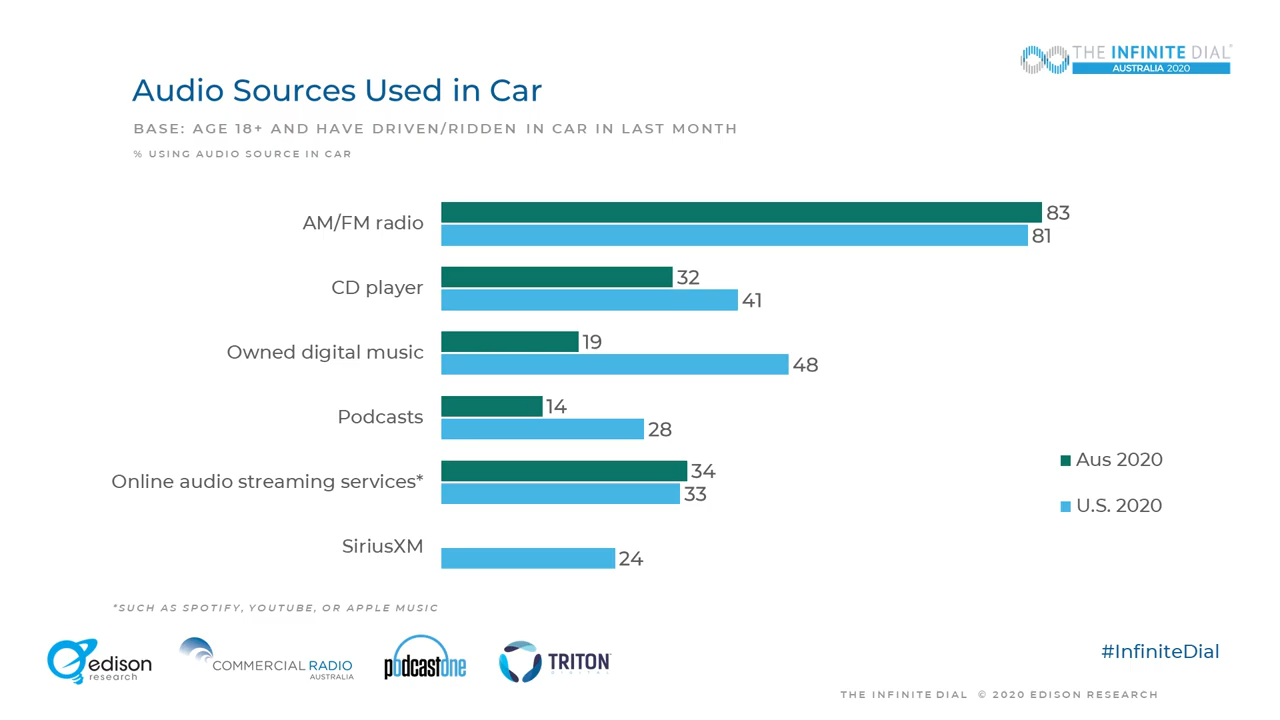 THE INFINITE DIAL®
AUSTRALIA 2020
Audio Sources Used in Car
BASE: AGE 18+ AND HAVE DRIVEN/RIDDEN IN CAR IN LAST MONTH
% USING AUDIO SOURCE IN CAR
AM/FM radio
83
81
CD player
32
41
Owned digital music
19
48
Podcasts
14
28
Online audio streaming services*
34
33
SiriusXM
24
Aus 2020
U.S. 2020
*SUCH AS SPOTIFY, YOUTUBE, OR APPLE MUSIC
edison
research
COMMERCIAL RADIO
AUSTRALIA
podcastone
TRITON
DIGITAL
#InfiniteDial
THE INFINITE DIAL © 2020 EDISON RESEARCH